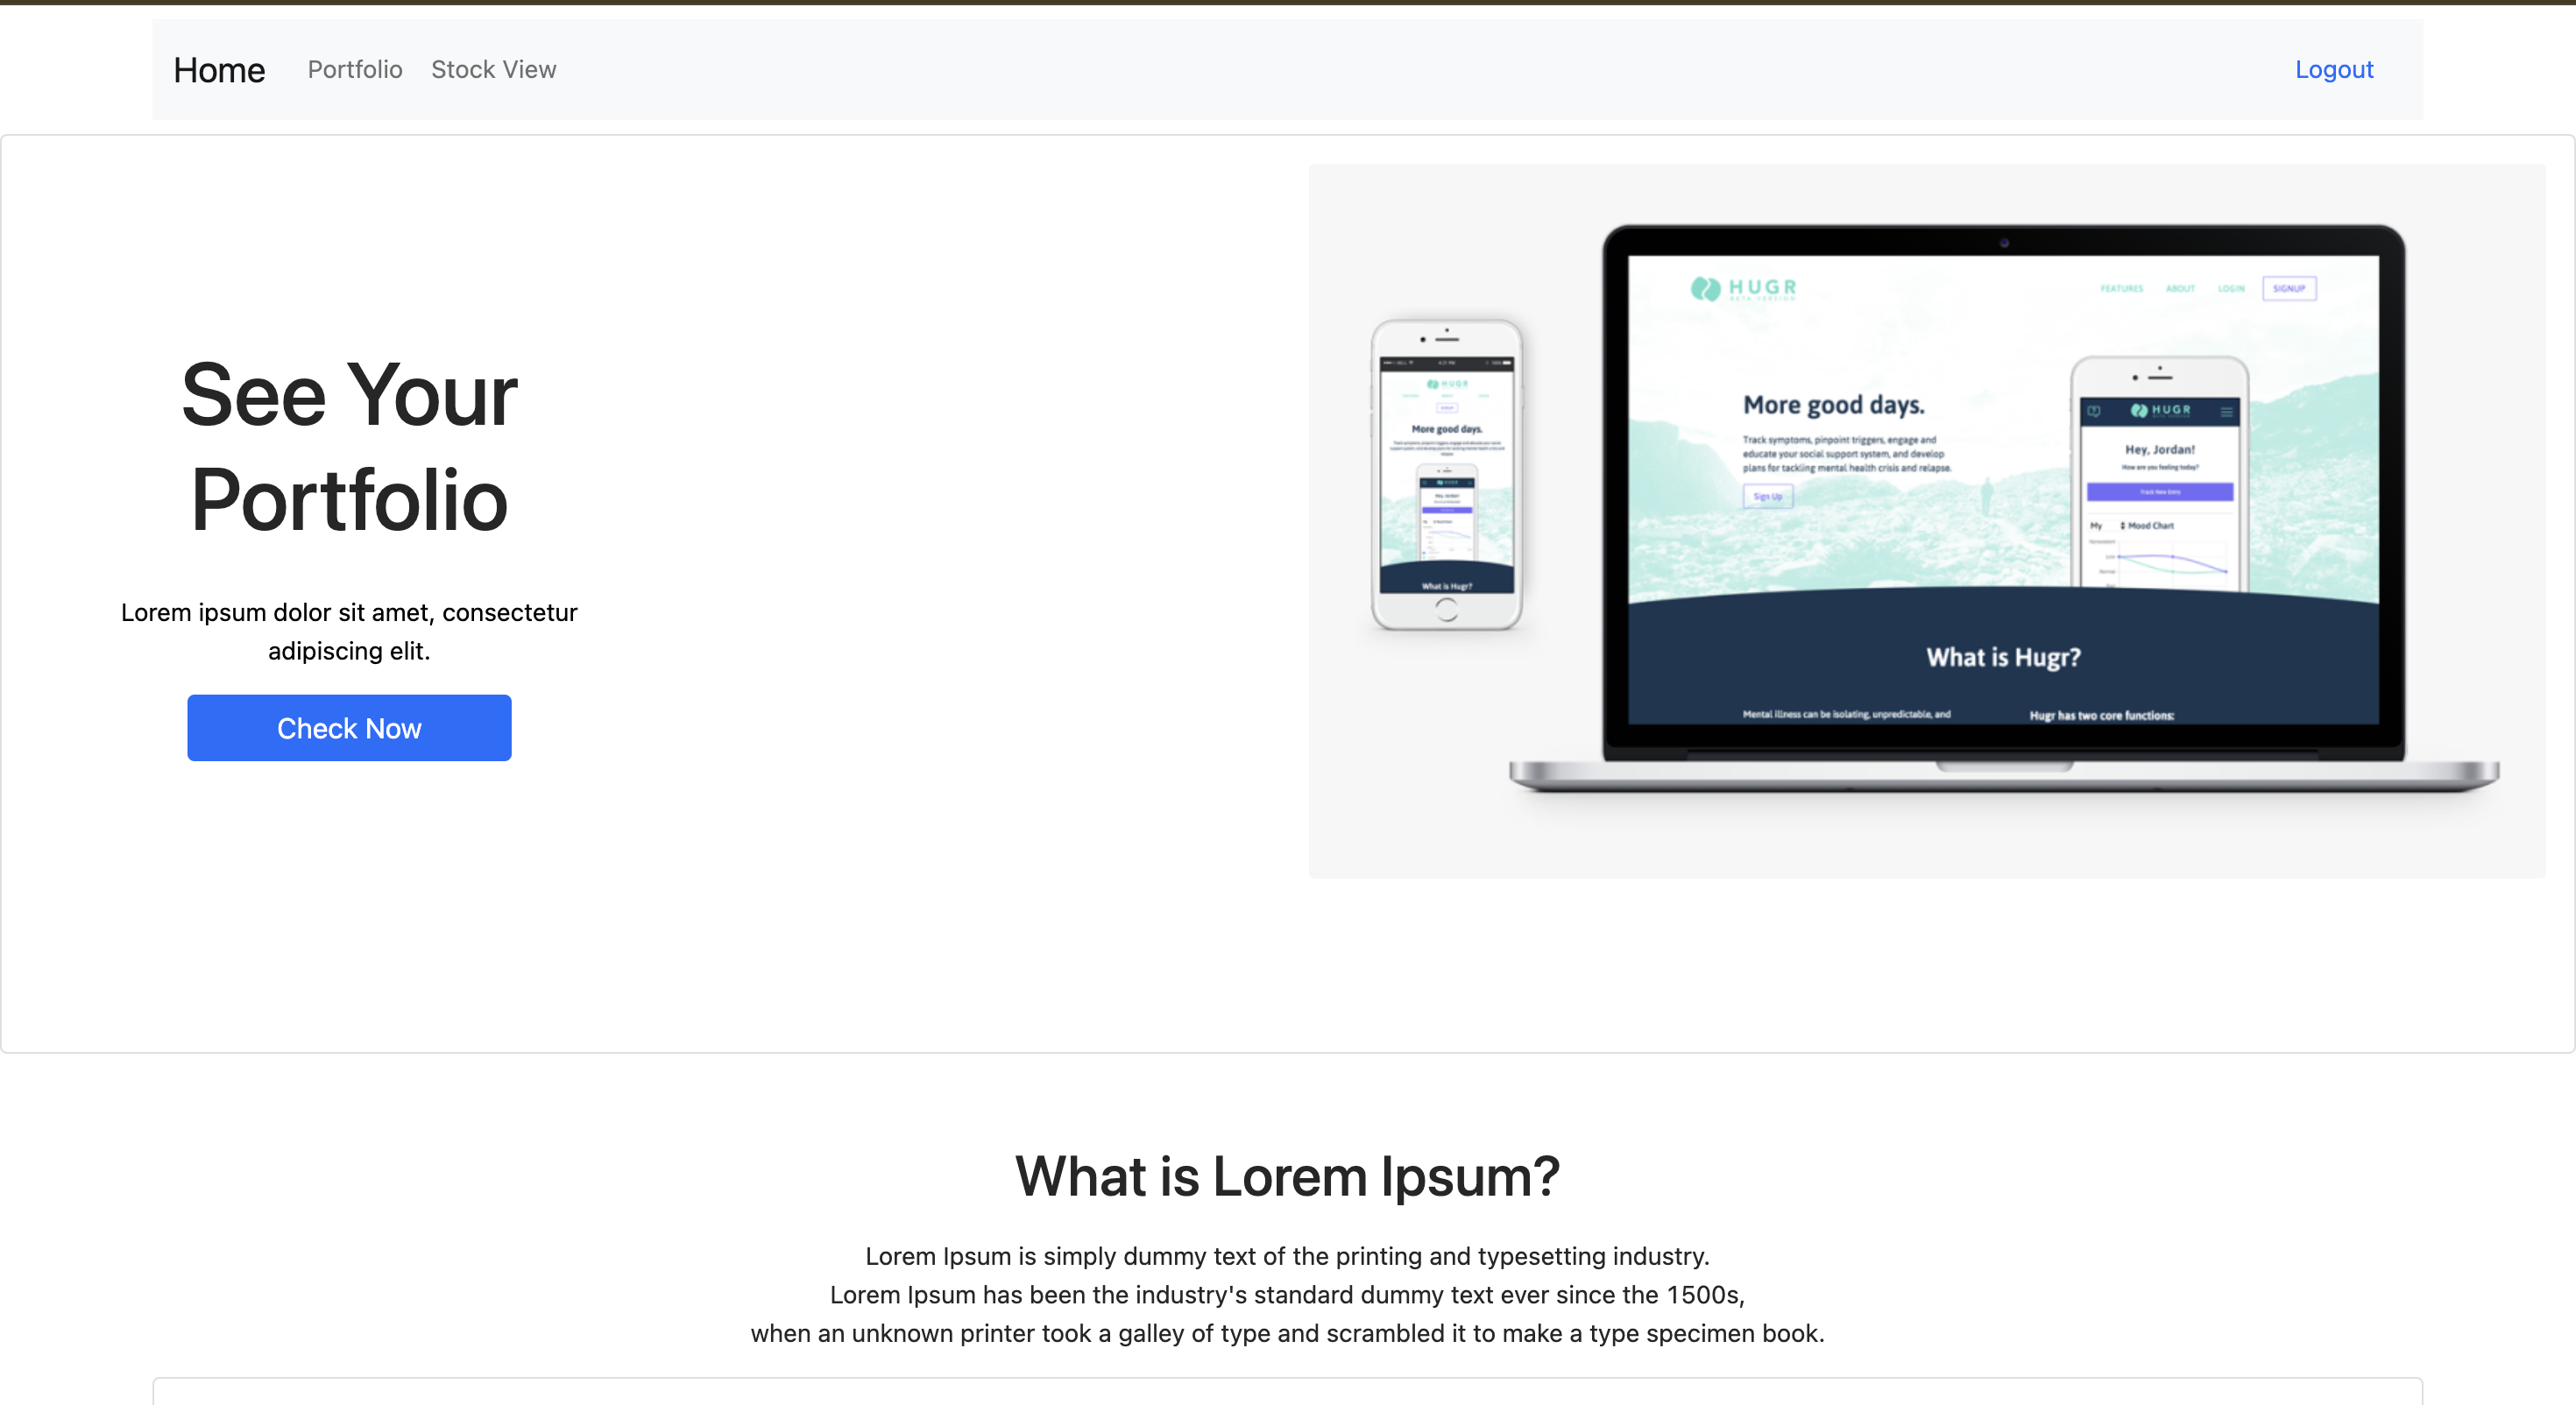 Home Portfolio Stock View Logout
See Your
Portfolio
Lorem ipsum dolor sit amet, consectetur
adipiscing elit.
Check Now
HUGR
More good days.
What is Hugr?
HUGR
BETA VERSION
FEATURES ABOUT LOGIN SIGNUP
More good days.
Track symptoms, pinpoint triggers, engage and
educate your social support system, and develop
plans for tackling mental health crisis and relapse.
Sign Up
HUGR
Hey, Jordan!
How are you feeling today?
Track New Entry
My Mood Chart
What is Hugr?
Mental illness can be isolating, unpredictable, and
Hugr has two core functions:
What is Lorem Ipsum?
Lorem Ipsum is simply dummy text of the printing and typesetting industry.
Lorem Ipsum has been the industry's standard dummy text ever since the 1500s,
when an unknown printer took a galley of type and scrambled it to make a type specimen book.